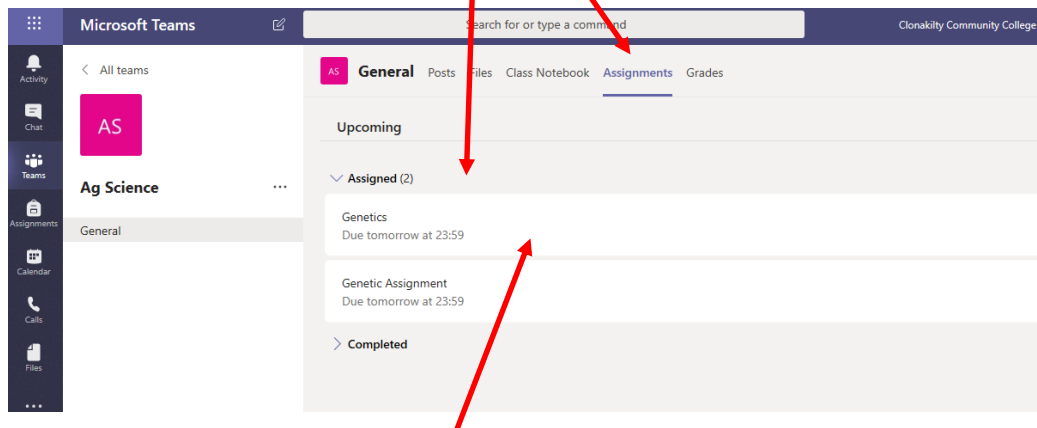 Microsoft Teams
Search for or type a command
Clonakilty Community College
Activity
Chat
Teams
Assignments
Calendar
Calls
Files
All teams
AS
Ag Science
General
AS General Posts Files Class Notebook Assignments Grades
Upcoming
Assigned (2)
Genetics
Due tomorrow at 23:59
Genetic Assignment
Due tomorrow at 23:59
Completed